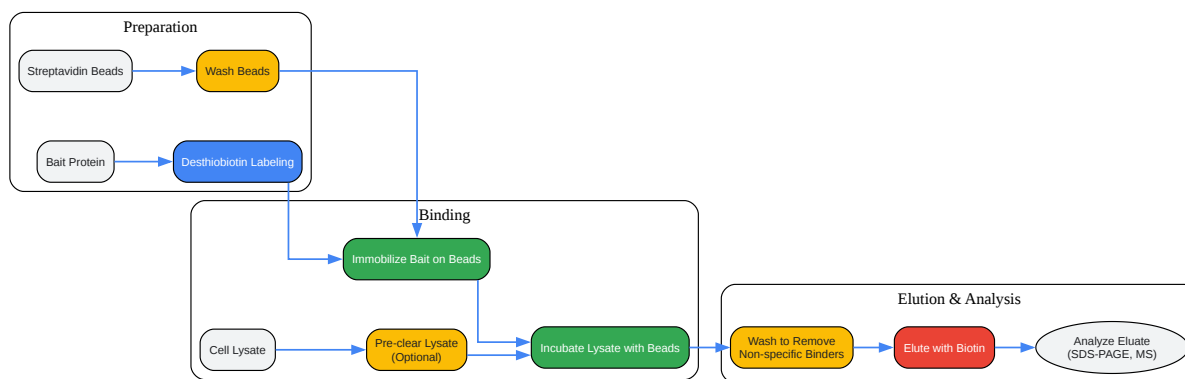 Preparation
Streptavidin Beads
Wash Beads
Bait Protein
Desthiobiotin Labeling
Binding
Immobilize Bait on Beads
Cell Lysate
Pre-clear Lysate
(Optional)
Incubate Lysate with Beads
Elution & Analysis
Wash to Remove
Non-specific Binders
Elute with Biotin
Analyze Eluate
(SDS-PAGE, MS)